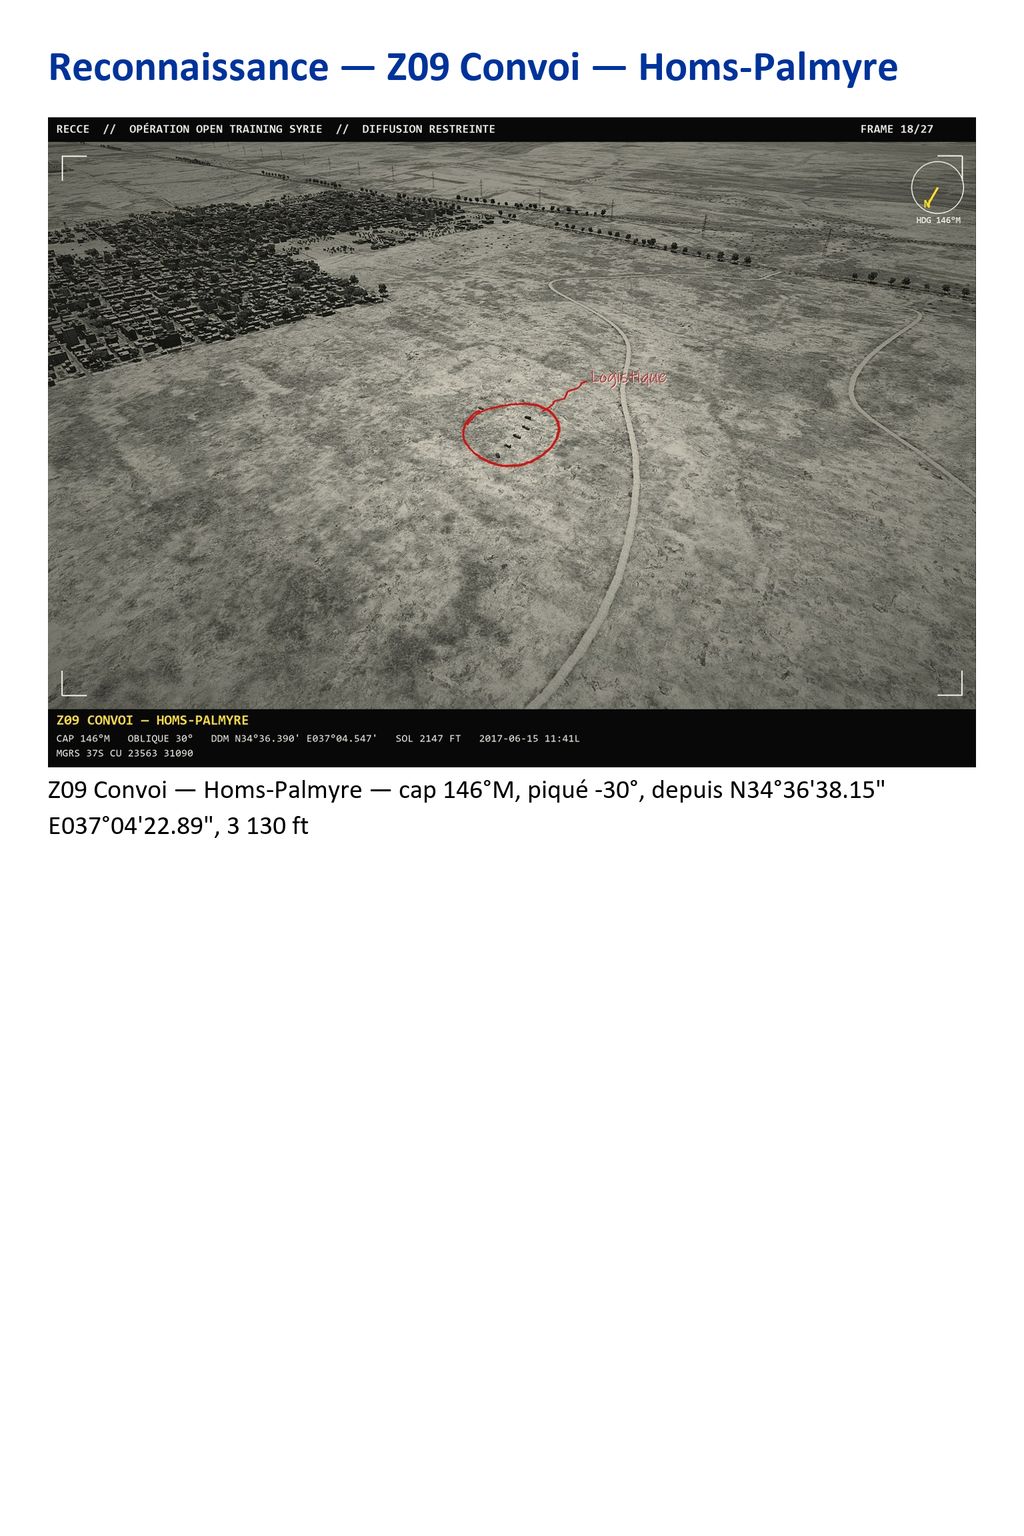 Reconnaissance — Z09 Convoi — Homs-Palmyre
RECCE // OPÉRATION OPEN TRAINING SYRIE // DIFFUSION RESTREINTE
FRAME 18/27
N
HDG 146°M
Logistique
Z09 CONVOI — HOMS-PALMYRE
CAP 146°M OBLIQUE 30° DDM N34°36.390' E037°04.547' SOL 2147 FT 2017-06-15 11:41L
MGRS 37S CU 23563 31090
Z09 Convoi — Homs-Palmyre — cap 146°M, piqué -30°, depuis N34°36'38.15"
E037°04'22.89", 3 130 ft